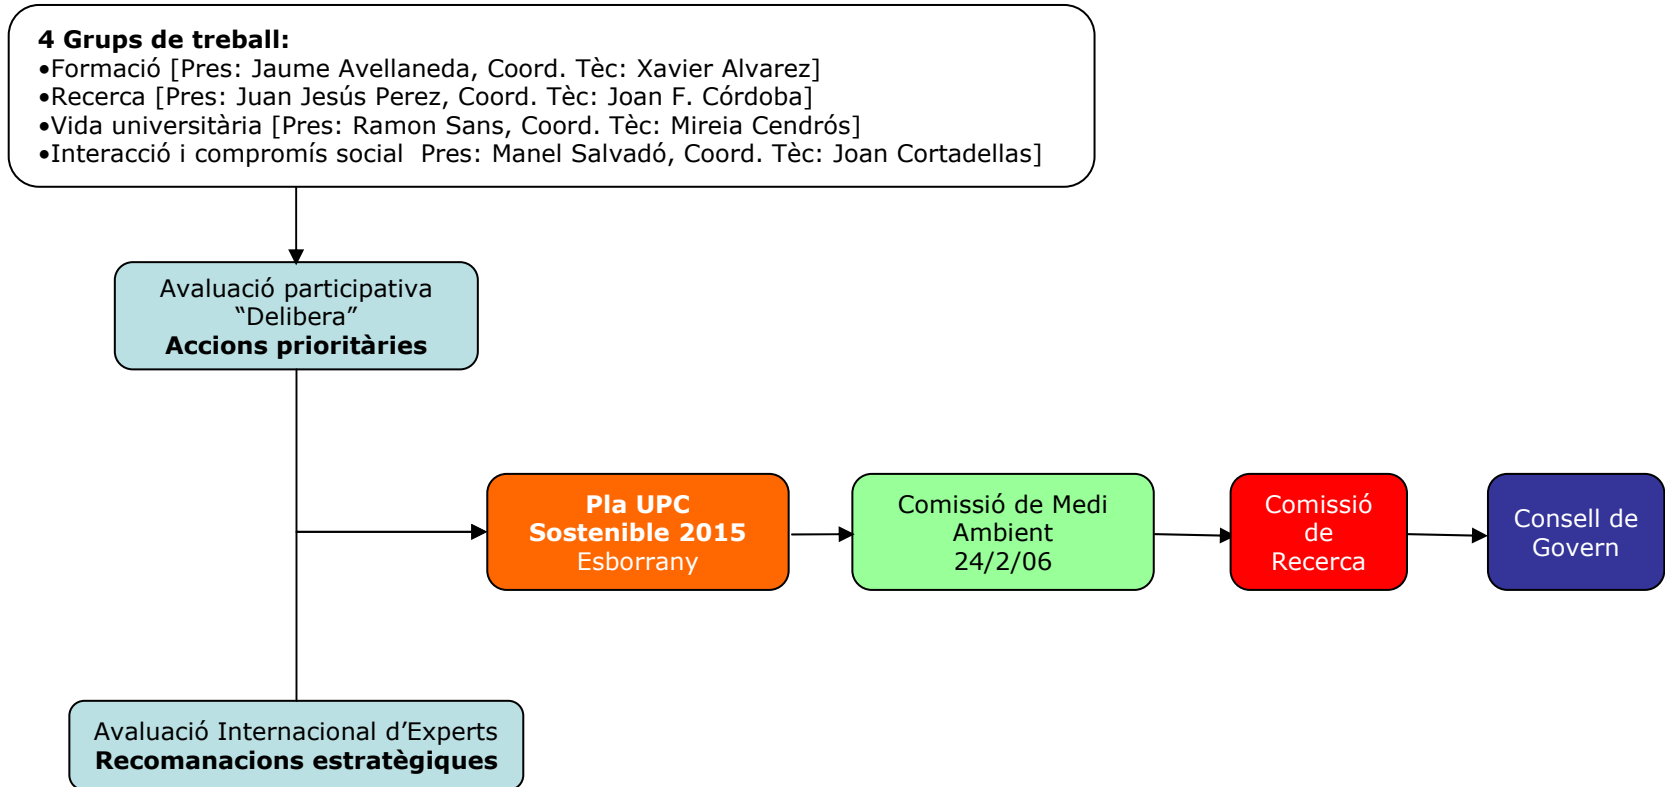 4 Grups de treball:
•Formació [Pres: Jaume Avellaneda, Coord. Tèc: Xavier Alvarez]
•Recerca [Pres: Juan Jesús Perez, Coord. Tèc: Joan F. Córdoba]
•Vida universitària [Pres: Ramon Sans, Coord. Tèc: Mireia Cendrós]
•Interacció i compromís social  Pres: Manel Salvadó, Coord. Tèc: Joan Cortadellas]
Avaluació participativa
“Delibera”
Accions prioritàries
Pla UPC
Sostenible 2015
Esborrany
Comissió de Medi
Ambient
24/2/06
Comissió
de
Recerca
Consell de
Govern
Avaluació Internacional d’Experts
Recomanacions estratègiques